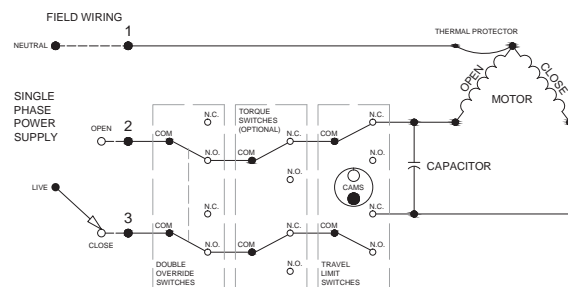 FIELD WIRING
NEUTRAL
1
THERMAL PROTECTOR
OPEN
CLOSE
MOTOR
SINGLE
PHASE
POWER
SUPPLY
OPEN
2
COM
N.C.
N.O.
TORQUE
SWITCHES
(OPTIONAL)
N.C.
COM
N.O.
N.C.
COM
N.O.
CAPACITOR
CAMS
LIVE
3
CLOSE
COM
N.C.
N.O.
COM
N.C.
N.O.
COM
N.C.
N.O.
DOUBLE
OVERRIDE
SWITCHES
TRAVEL
LIMIT
SWITCHES